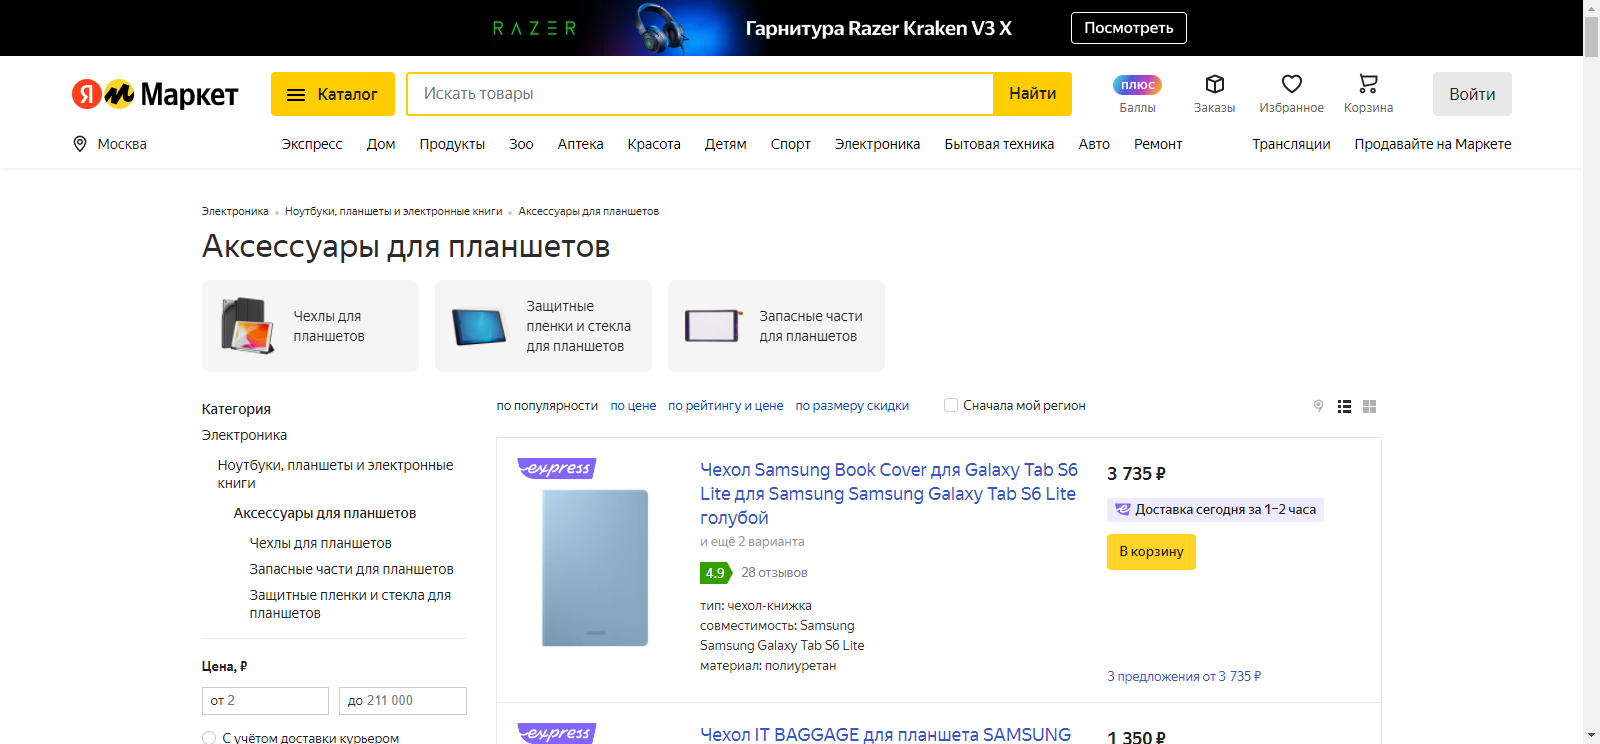 RAZER
Гарнитура Razer Kraken V3 X
Посмотреть
Я Маркет
Каталог
Искать товары
Найти
плюс
Баллы
Заказы
Избранное
Корзина
Войти
Москва
Экспресс Дом Продукты Зоо Аптека Красота Детям Спорт Электроника Бытовая техника Авто Ремонт Трансляции Продавайте на Маркете
Электроника Ноутбуки, планшеты и электронные книги Аксессуары для планшетов
Аксессуары для планшетов
Чехлы для
планшетов
Защитные
пленки и стекла
для планшетов
Запасные части
для планшетов
Категория
Электроника
Ноутбуки, планшеты и электронные
книги
Аксессуары для планшетов
Чехлы для планшетов
Запасные части для планшетов
Защитные пленки и стекла для
планшетов
Цена, ₽
от 2
до 211 000
С учётом доставки курьером
по популярности по цене по рейтингу и цене по размеру скидки Сначала мой регион
express
Чехол Samsung Book Cover для Galaxy Tab S6
Lite для Samsung Samsung Galaxy Tab S6 Lite
голубой
и ещё 2 варианта
4.9 28 отзывов
тип: чехол-книжка
совместимость: Samsung
Samsung Galaxy Tab S6 Lite
материал: полиуретан
3 735 ₽
Доставка сегодня за 1–2 часа
В корзину
3 предложения от 3 735 ₽
express
Чехол IT BAGGAGE для планшета SAMSUNG
1 350 ₽